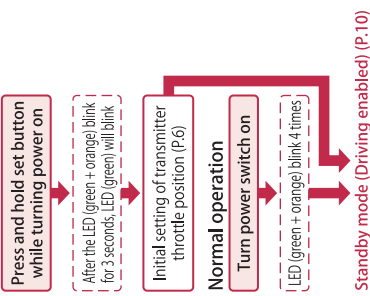 Press and hold set button
while turning power on
After the LED (green + orange) blink
for 3 seconds, LED (green) will blink
Initial setting of transmitter
throttle position (P.6)
Normal operation
Turn power switch on
LED (green + orange) blink 4 times
Standby mode (Driving enabled) (P.10)